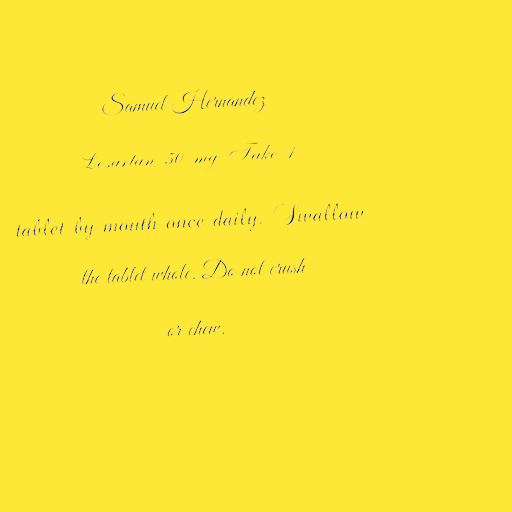 Samuel Hernandez
Losartan 50 mg Take 1
tablet by mouth once daily. Swallow
the tablet whole. Do not crush
or chew.